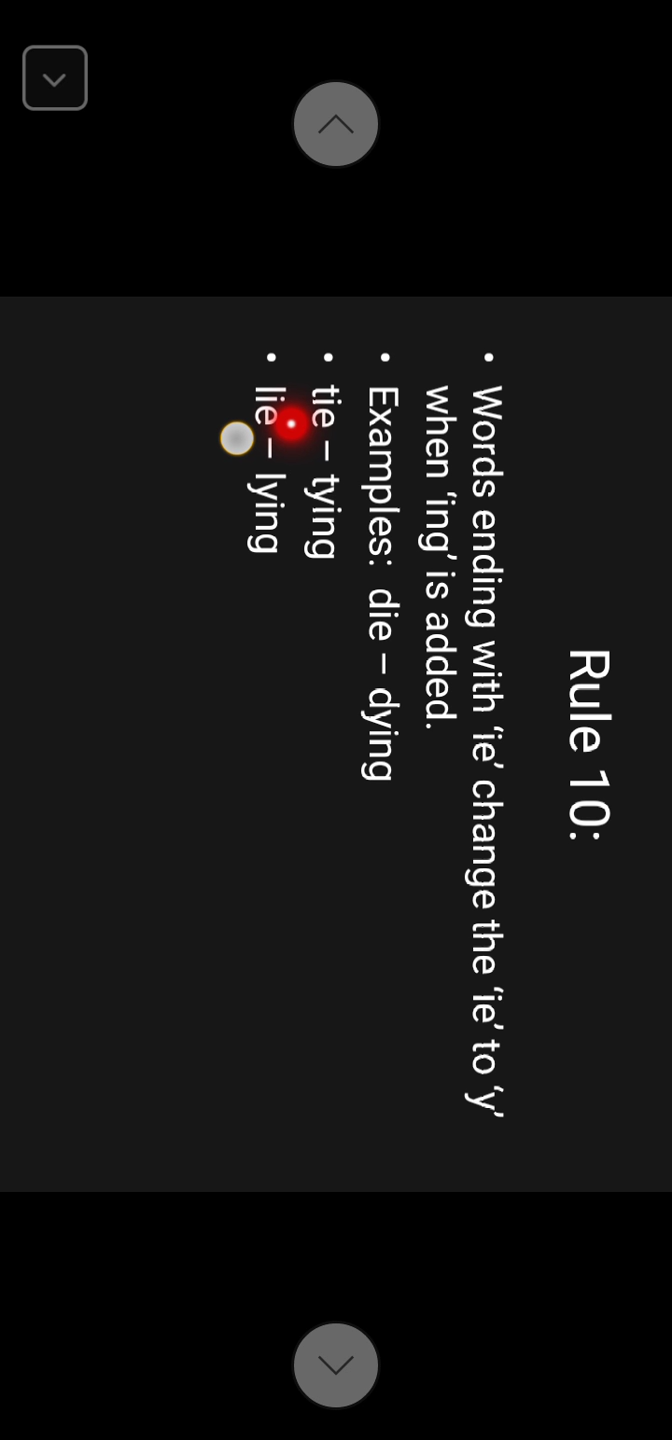 Rule 10:
• Words ending with ‘ie’ change the ‘ie’ to ‘y’
when ‘ing’ is added.
• Examples: die – dying
• tie – tying
• lie – lying